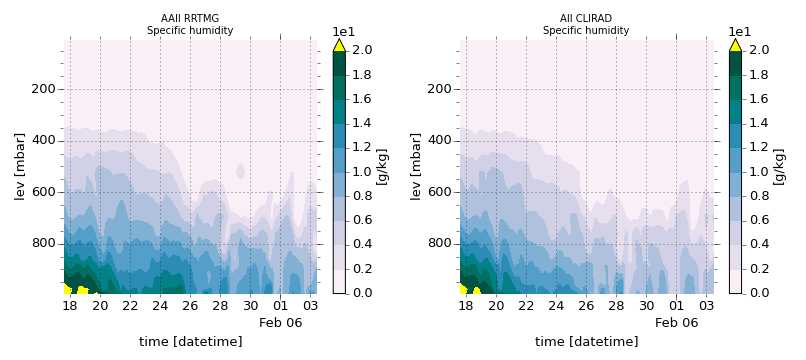 AAII RRTMG
Specific humidity
1e1
lev [mbar]
200
400
600
800
18 20 22 24 26 28 30 01 03
Feb 06
time [datetime]
2.0
1.8
1.6
1.4
1.2
1.0
0.8
0.6
0.4
0.2
0.0
[g/kg]
AII CLIRAD
Specific humidity
1e1
lev [mbar]
200
400
600
800
18 20 22 24 26 28 30 01 03
Feb 06
time [datetime]
2.0
1.8
1.6
1.4
1.2
1.0
0.8
0.6
0.4
0.2
0.0
[g/kg]